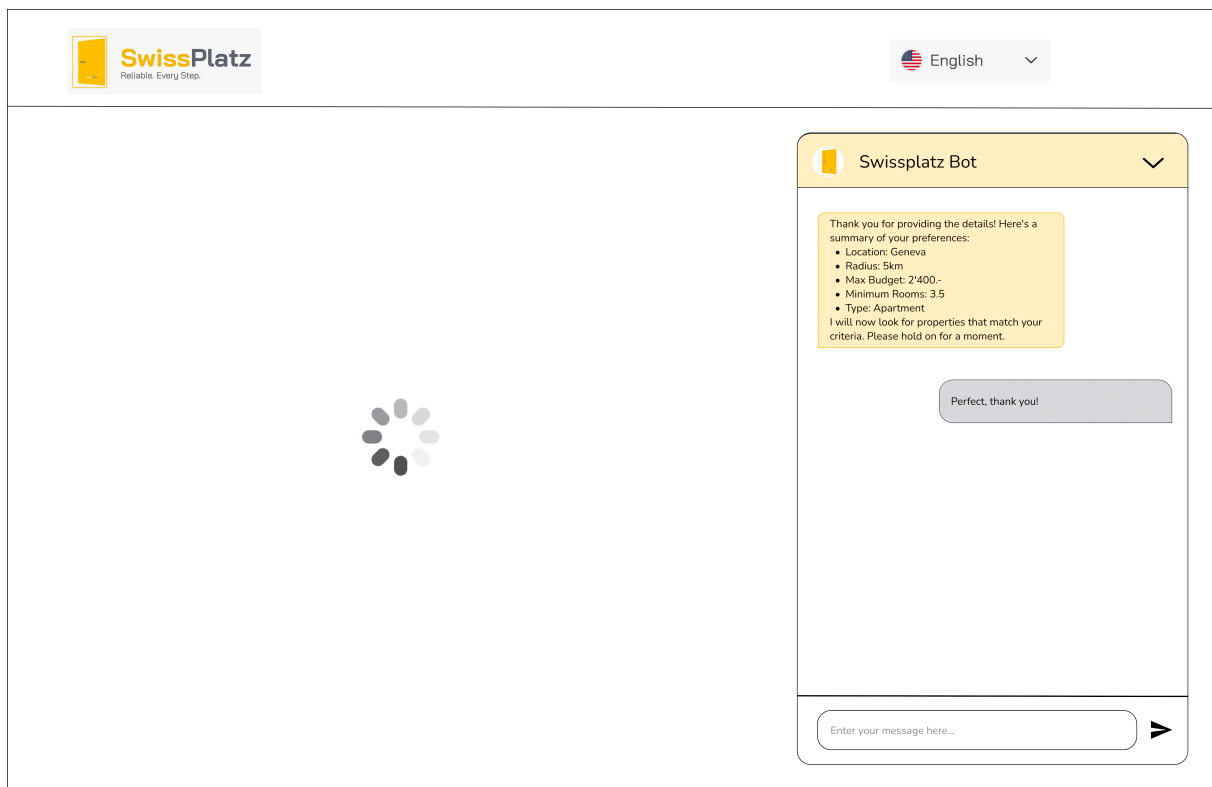 SwissPlatz
Reliable. Every Step.
English
Swissplatz Bot
Thank you for providing the details! Here's a
summary of your preferences:
• Location: Geneva
• Radius: 5km
• Max Budget: 2'400.-
• Minimum Rooms: 3.5
• Type: Apartment
I will now look for properties that match your
criteria. Please hold on for a moment.
Perfect, thank you!
Enter your message here...